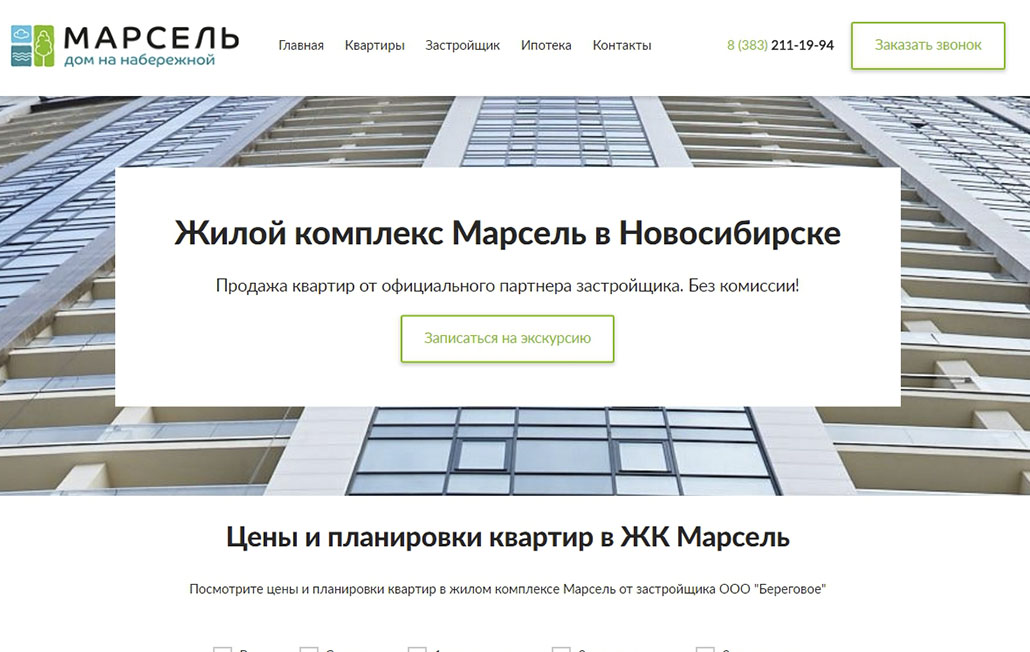 МАРСЕЛЬ
дом на набережной
Главная Квартиры Застройщик Ипотека Контакты
8 (383) 211-19-94
Заказать звонок
Жилой комплекс Марсель в Новосибирске
Продажа квартир от официального партнера застройщика. Без комиссии!
Записаться на экскурсию
Цены и планировки квартир в ЖК Марсель
Посмотрите цены и планировки квартир в жилом комплексе Марсель от застройщика ООО "Береговое"